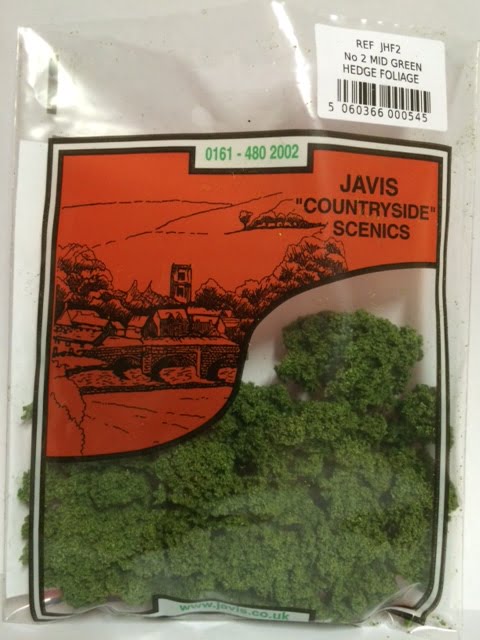 REF JHF2
No 2 MID GREEN
HEDGE FOLIAGE
5 060366 000545
0161 - 480 2002
JAVIS
"COUNTRYSIDE"
SCENICS
www.javis.co.uk